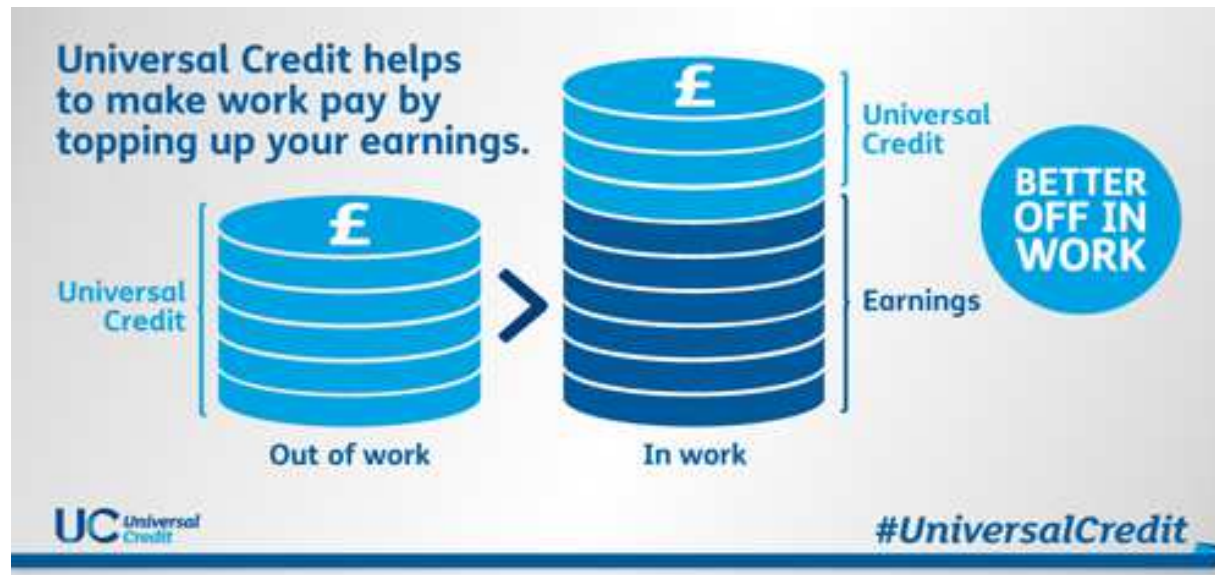 Universal Credit helps
to make work pay by
topping up your earnings.
£
Universal
Credit
Out of work
>
£
Universal
Credit
Earnings
In work
BETTER
OFF IN
WORK
UC Universal
Credit
#UniversalCredit